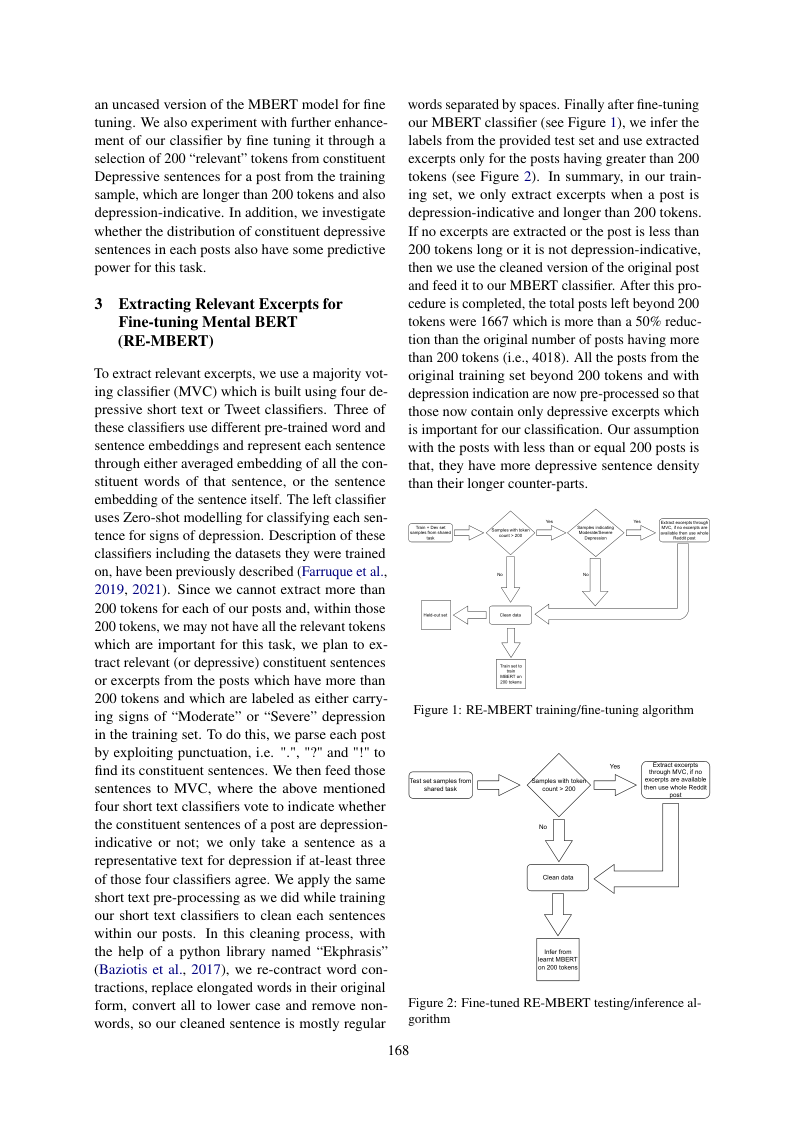 an uncased version of the MBERT model for fine
tuning. We also experiment with further enhance-
ment of our classifier by fine tuning it through a
selection of 200 “relevant” tokens from constituent
Depressive sentences for a post from the training
sample, which are longer than 200 tokens and also
depression-indicative. In addition, we investigate
whether the distribution of constituent depressive
sentences in each posts also have some predictive
power for this task.
3 Extracting Relevant Excerpts for
Fine-tuning Mental BERT
(RE-MBERT)
To extract relevant excerpts, we use a majority vot-
ing classifier (MVC) which is built using four de-
pressive short text or Tweet classifiers. Three of
these classifiers use different pre-trained word and
sentence embeddings and represent each sentence
through either averaged embedding of all the con-
stituent words of that sentence, or the sentence
embedding of the sentence itself. The left classifier
uses Zero-shot modelling for classifying each sen-
tence for signs of depression. Description of these
classifiers including the datasets they were trained
on, have been previously described (Farruque et al.,
2019, 2021). Since we cannot extract more than
200 tokens for each of our posts and, within those
200 tokens, we may not have all the relevant tokens
which are important for this task, we plan to ex-
tract relevant (or depressive) constituent sentences
or excerpts from the posts which have more than
200 tokens and which are labeled as either carry-
ing signs of “Moderate” or “Severe” depression
in the training set. To do this, we parse each post
by exploiting punctuation, i.e. ".", "?" and "!" to
find its constituent sentences. We then feed those
sentences to MVC, where the above mentioned
four short text classifiers vote to indicate whether
the constituent sentences of a post are depression-
indicative or not; we only take a sentence as a
representative text for depression if at-least three
of those four classifiers agree. We apply the same
short text pre-processing as we did while training
our short text classifiers to clean each sentences
within our posts. In this cleaning process, with
the help of a python library named “Ekphrasis”
(Baziotis et al., 2017), we re-contract word con-
tractions, replace elongated words in their original
form, convert all to lower case and remove non-
words, so our cleaned sentence is mostly regular
words separated by spaces. Finally after fine-tuning
our MBERT classifier (see Figure 1), we infer the
labels from the provided test set and use extracted
excerpts only for the posts having greater than 200
tokens (see Figure 2). In summary, in our train-
ing set, we only extract excerpts when a post is
depression-indicative and longer than 200 tokens.
If no excerpts are extracted or the post is less than
200 tokens long or it is not depression-indicative,
then we use the cleaned version of the original post
and feed it to our MBERT classifier. After this pro-
cedure is completed, the total posts left beyond 200
tokens were 1667 which is more than a 50% reduc-
tion than the original number of posts having more
than 200 tokens (i.e., 4018). All the posts from the
original training set beyond 200 tokens and with
depression indication are now pre-processed so that
those now contain only depressive excerpts which
is important for our classification. Our assumption
with the posts with less than or equal 200 posts is
that, they have more depressive sentence density
than their longer counter-parts.
Train + Dev set
samples from shared
task
Samples with token
count > 200
Yes
Samples indicating
Moderate/Severe
Depression
Yes
Extract excerpts through
MVC, if no excerpts are
available then use whole
Reddit post
No
No
Held-out set
Clean data
Train set to
train
MBERT on
200 tokens
Figure 1: RE-MBERT training/fine-tuning algorithm
Test set samples from
shared task
Samples with token
count > 200
Yes
Extract excerpts
through MVC, if no
excerpts are available
then use whole Reddit
post
No
Clean data
Infer from
learnt MBERT
on 200 tokens
Figure 2: Fine-tuned RE-MBERT testing/inference al-
gorithm
168